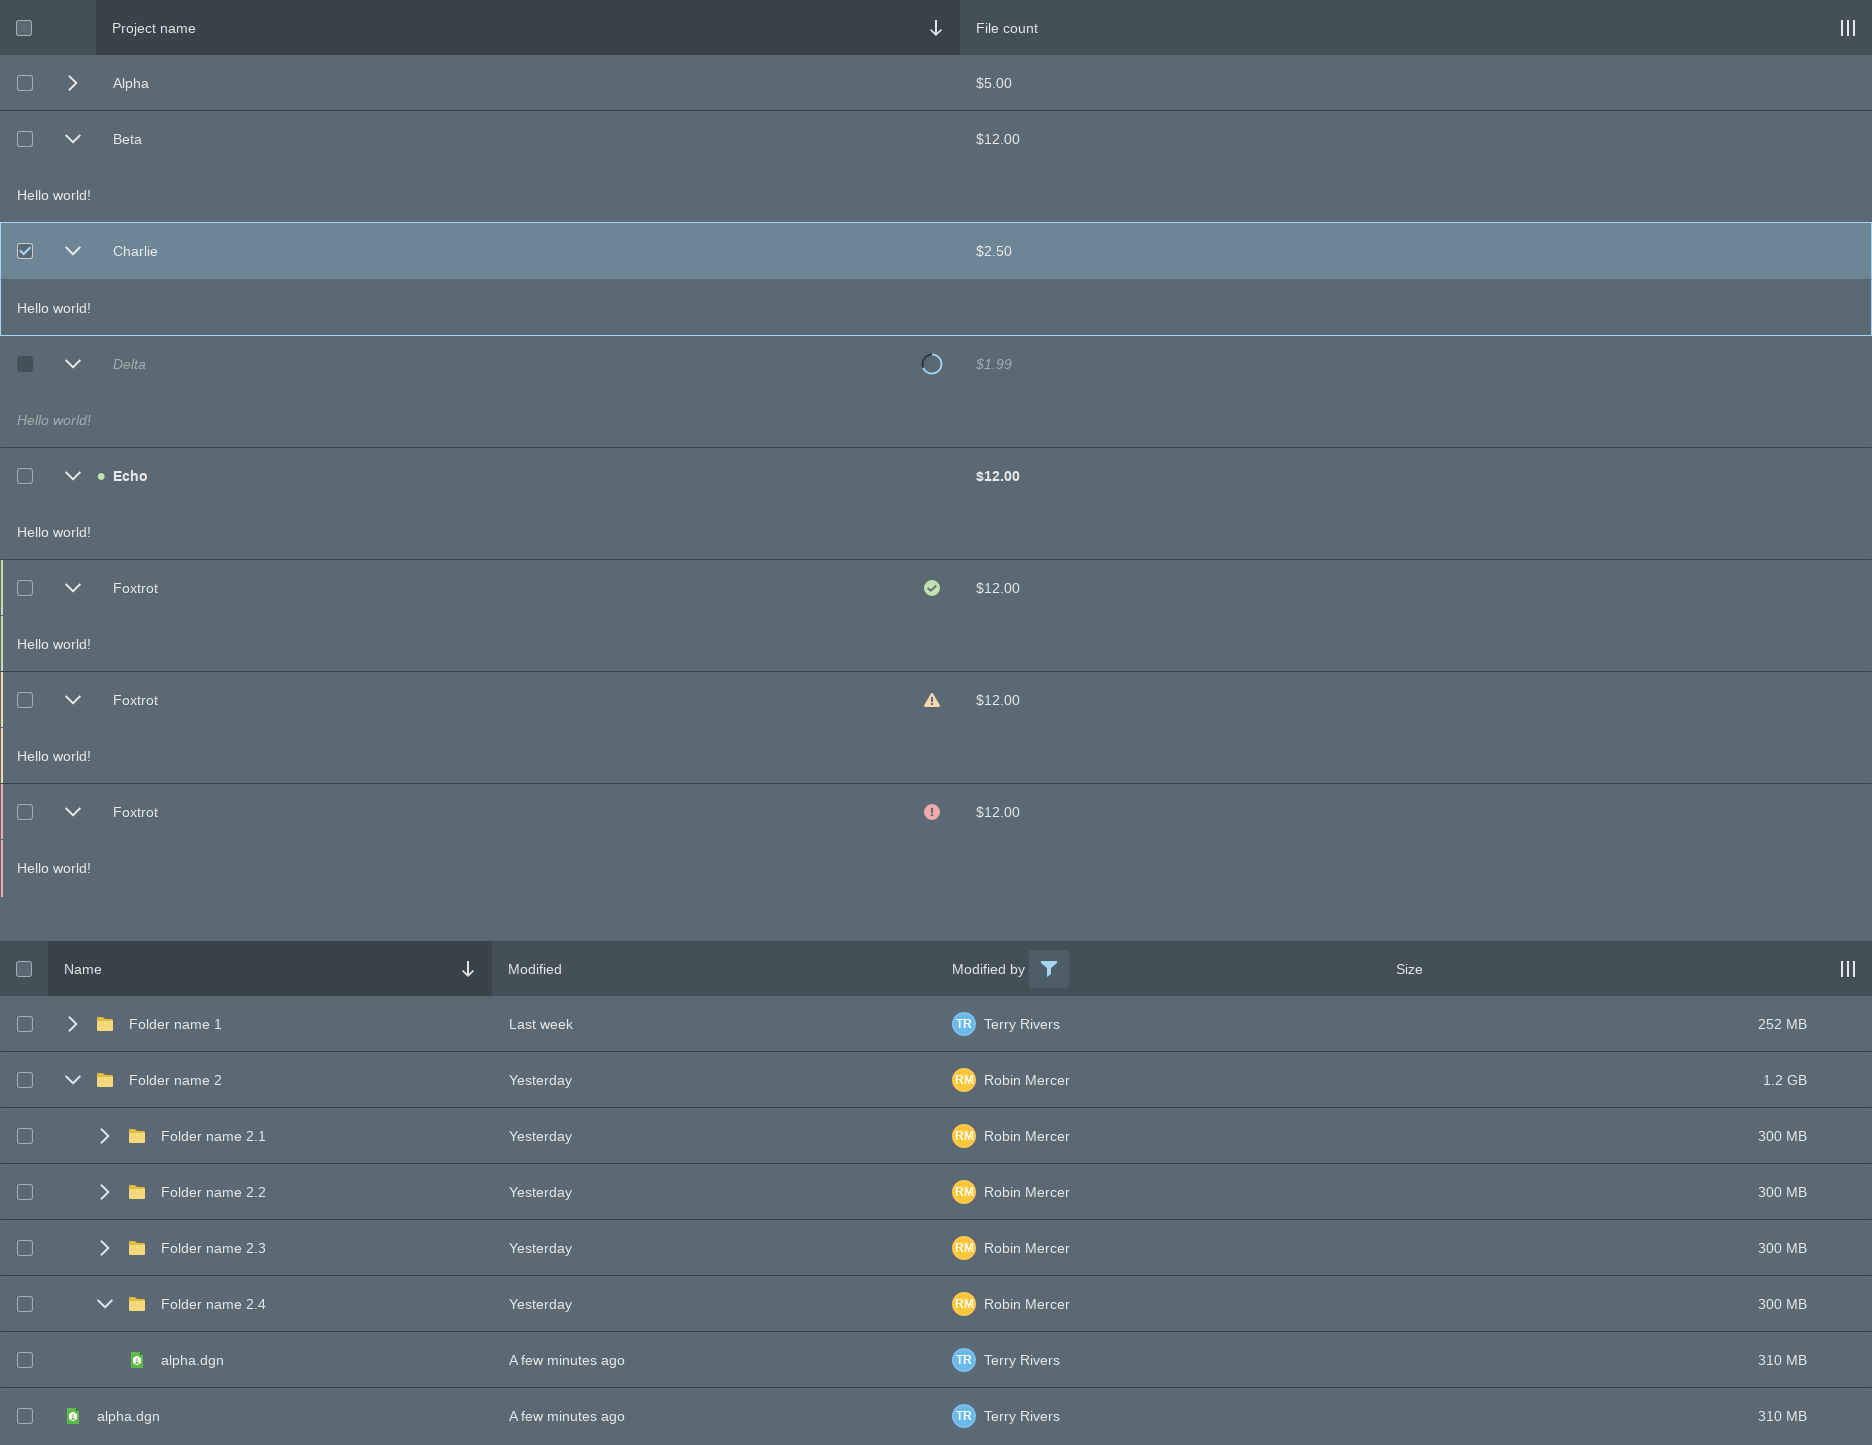 Project name File count
Alpha $5.00
Beta $12.00
Hello world!
Charlie $2.50
Hello world!
Delta $1.99
Hello world!
Echo $12.00
Hello world!
Foxtrot $12.00
Hello world!
Foxtrot $12.00
Hello world!
Foxtrot $12.00
Hello world!
Name Modified Modified by Size
Folder name 1 Last week TR Terry Rivers 252 MB
Folder name 2 Yesterday RM Robin Mercer 1.2 GB
Folder name 2.1 Yesterday RM Robin Mercer 300 MB
Folder name 2.2 Yesterday RM Robin Mercer 300 MB
Folder name 2.3 Yesterday RM Robin Mercer 300 MB
Folder name 2.4 Yesterday RM Robin Mercer 300 MB
alpha.dgn A few minutes ago TR Terry Rivers 310 MB
alpha.dgn A few minutes ago TR Terry Rivers 310 MB